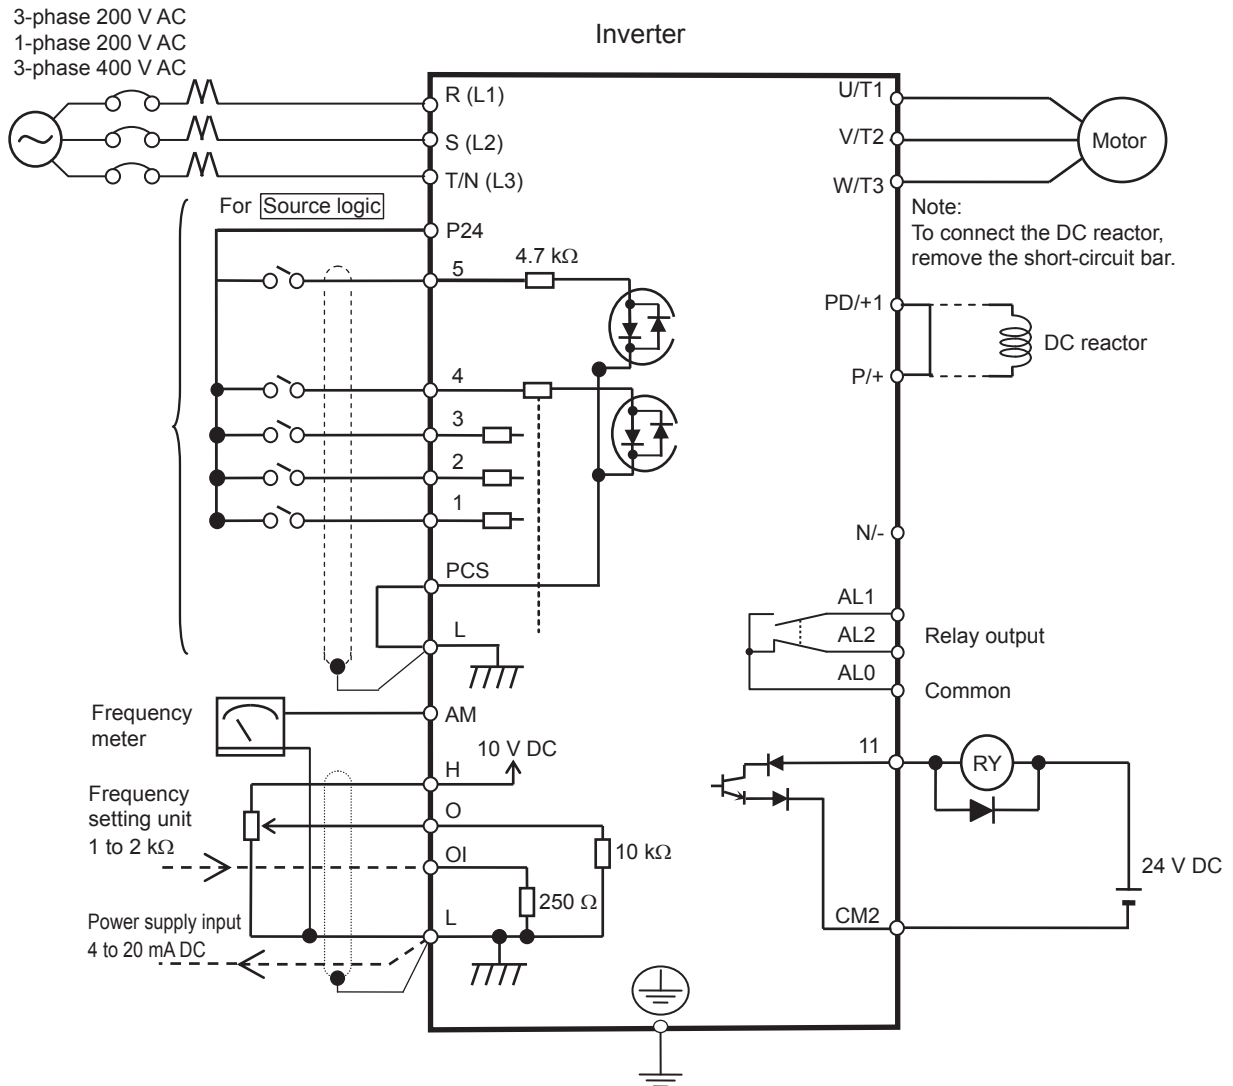 3-phase 200 V AC
1-phase 200 V AC
3-phase 400 V AC
Inverter
R (L1)
S (L2)
T/N (L3)
U/T1
V/T2
W/T3
Motor
For Source logic
P24
Note:
To connect the DC reactor,
remove the short-circuit bar.
5
4.7 kΩ
PD/+1
DC reactor
P/+
4
3
2
1
N/-
PCS
L
AL1
AL2
Relay output
AL0
Common
Frequency
meter
AM
10 V DC
11
RY
H
Frequency
setting unit
1 to 2 kΩ
O
10 kΩ
OI
250 Ω
24 V DC
Power supply input
4 to 20 mA DC
L
CM2